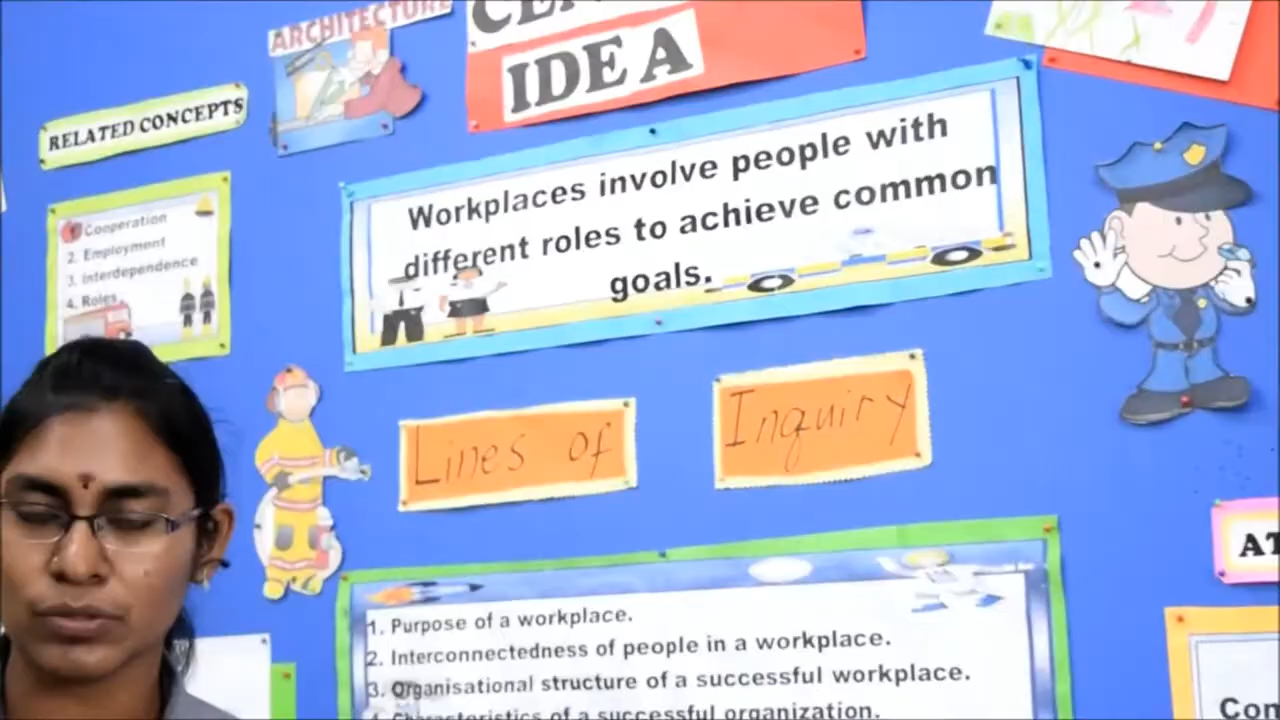 ARCHITECTURE
IDEA
RELATED CONCEPTS
Cooperation
2. Employment
3. Interdependence
4. Roles
Workplaces involve people with
different roles to achieve common
goals.
Lines of
Inquiry
1. Purpose of a workplace.
2. Interconnectedness of people in a workplace.
3. Organisational structure of a successful workplace.
4. Characteristics of a successful organization.